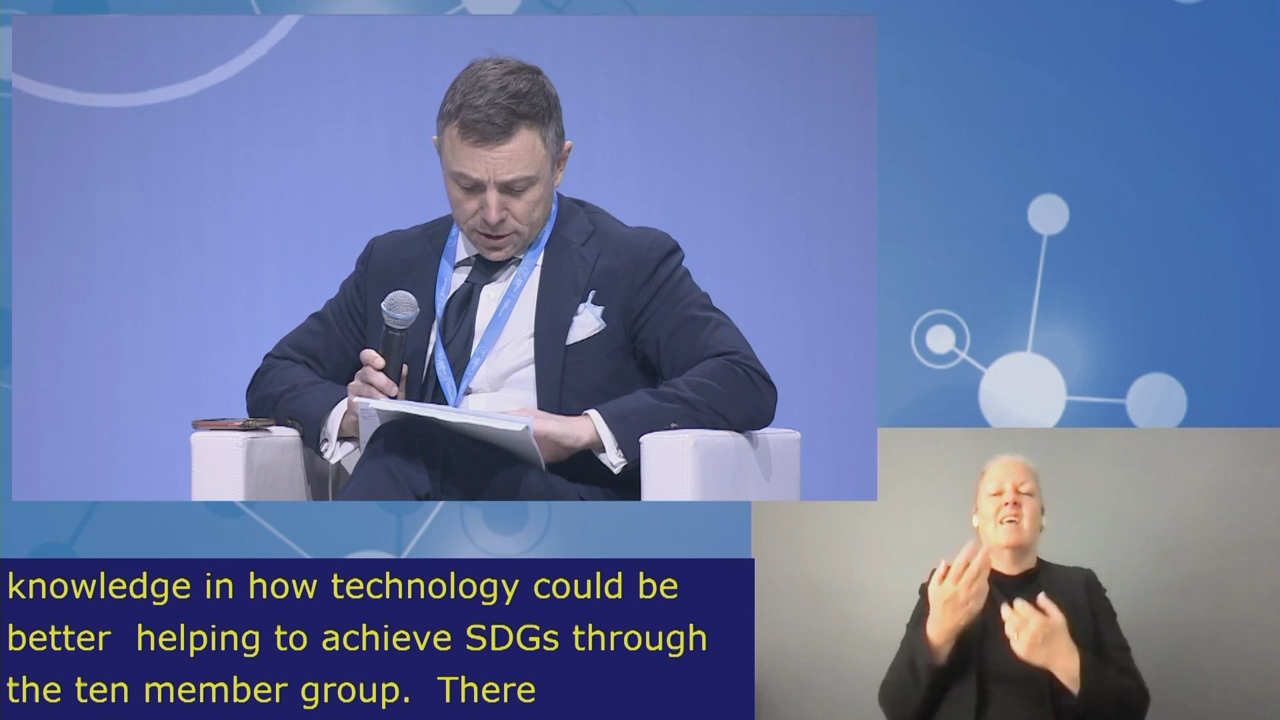 knowledge in how technology could be
better  helping to achieve SDGs through
the ten member group.  There